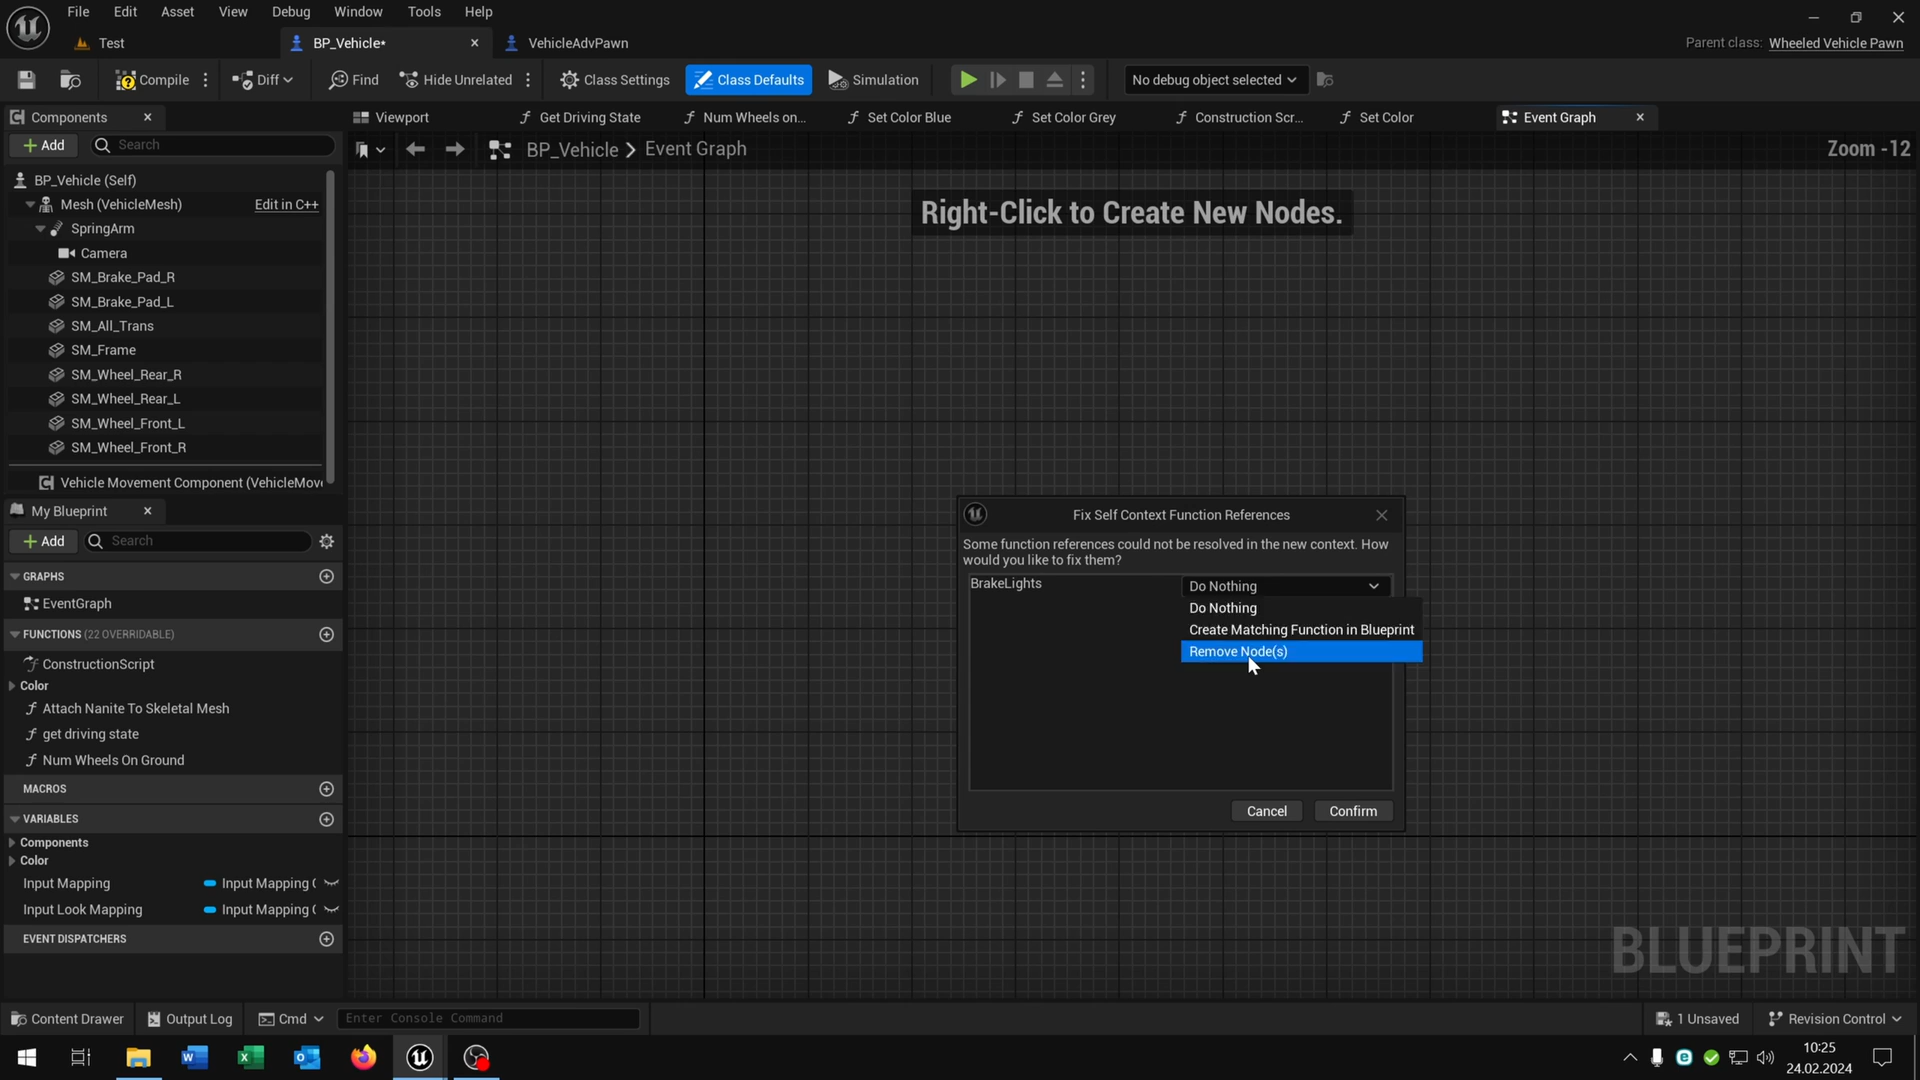 File Edit Asset View Debug Window Tools Help
Test BP_Vehicle* VehicleAdvPawn
Parent class: Wheeled Vehicle Pawn
Compile Diff Find Hide Unrelated Class Settings Class Defaults Simulation No debug object selected
Components
Viewport Get Driving State Num Wheels on... Set Color Blue Set Color Grey Construction Scr... Set Color Event Graph
Add Search
BP_Vehicle > Event Graph
Zoom -12
BP_Vehicle (Self)
Mesh (VehicleMesh) Edit in C++
SpringArm
Camera
SM_Brake_Pad_R
SM_Brake_Pad_L
SM_All_Trans
SM_Frame
SM_Wheel_Rear_R
SM_Wheel_Rear_L
SM_Wheel_Front_L
SM_Wheel_Front_R
Vehicle Movement Component (VehicleMov
Right-Click to Create New Nodes.
My Blueprint
Add Search
GRAPHS
EventGraph
FUNCTIONS (22 OVERRIDABLE)
ConstructionScript
Color
Attach Nanite To Skeletal Mesh
get driving state
Num Wheels On Ground
MACROS
VARIABLES
Components
Color
Input Mapping Input Mapping C
Input Look Mapping Input Mapping C
EVENT DISPATCHERS
Fix Self Context Function References
Some function references could not be resolved in the new context. How
would you like to fix them?
BrakeLights Do Nothing
Do Nothing
Create Matching Function in Blueprint
Remove Node(s)
Cancel Confirm
BLUEPRINT
Content Drawer Output Log Cmd Enter Console Command 1 Unsaved Revision Control
10:25
24.02.2024